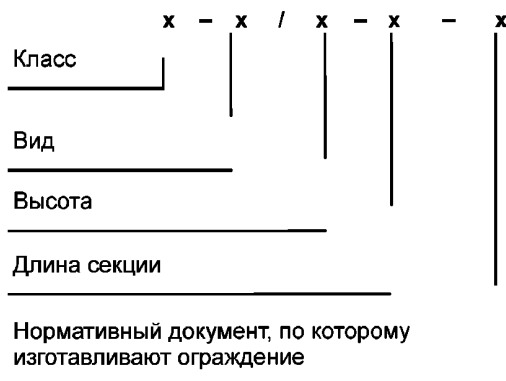 х – х / х – х – х
Класс
Вид
Высота
Длина секции
Нормативный документ, по которому
изготавливают ограждение